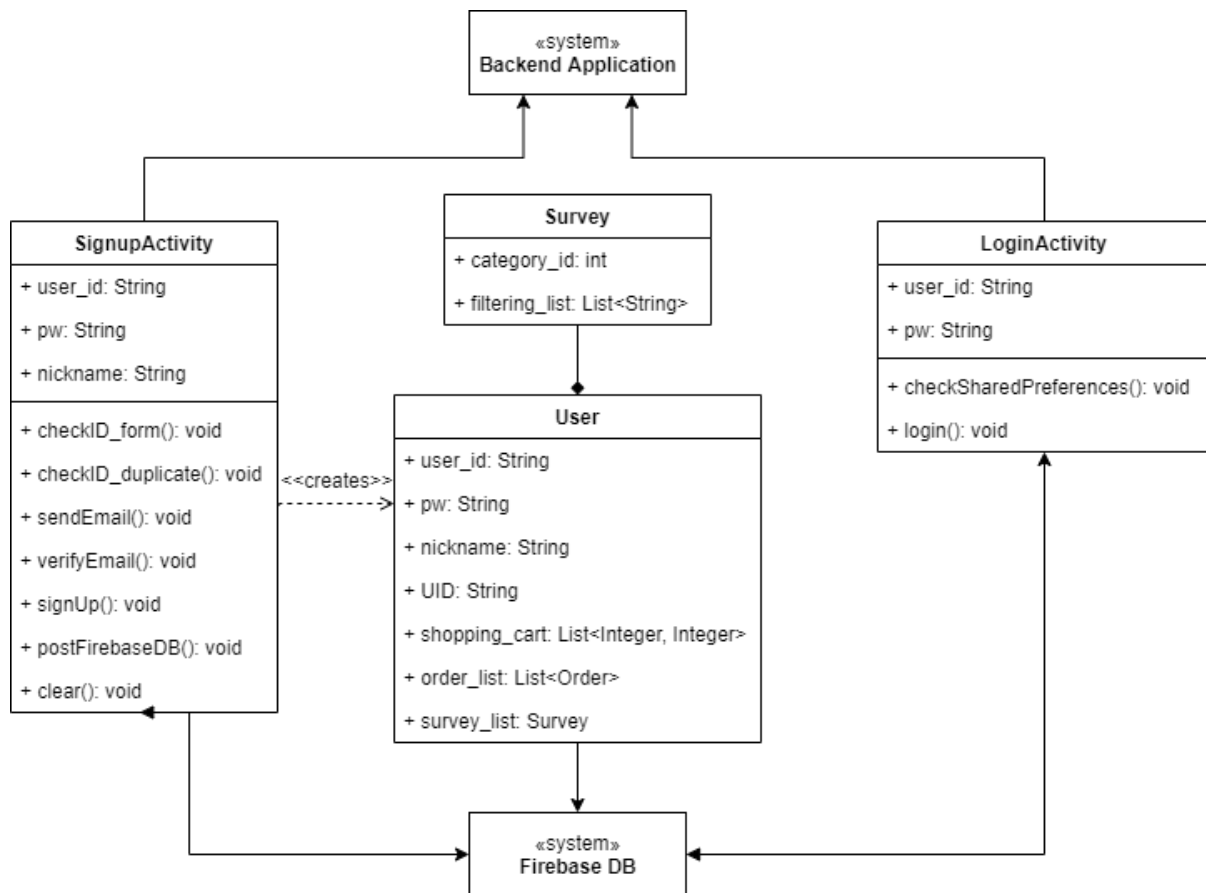 «system»
Backend Application
SignupActivity
+ user_id: String
+ pw: String
+ nickname: String
+ checkID_form(): void
+ checkID_duplicate(): void
+ sendEmail(): void
+ verifyEmail(): void
+ signUp(): void
+ postFirebaseDB(): void
+ clear(): void
<<creates>>
Survey
+ category_id: int
+ filtering_list: List<String>
User
+ user_id: String
+ pw: String
+ nickname: String
+ UID: String
+ shopping_cart: List<Integer, Integer>
+ order_list: List<Order>
+ survey_list: Survey
LoginActivity
+ user_id: String
+ pw: String
+ checkSharedPreferences(): void
+ login(): void
«system»
Firebase DB